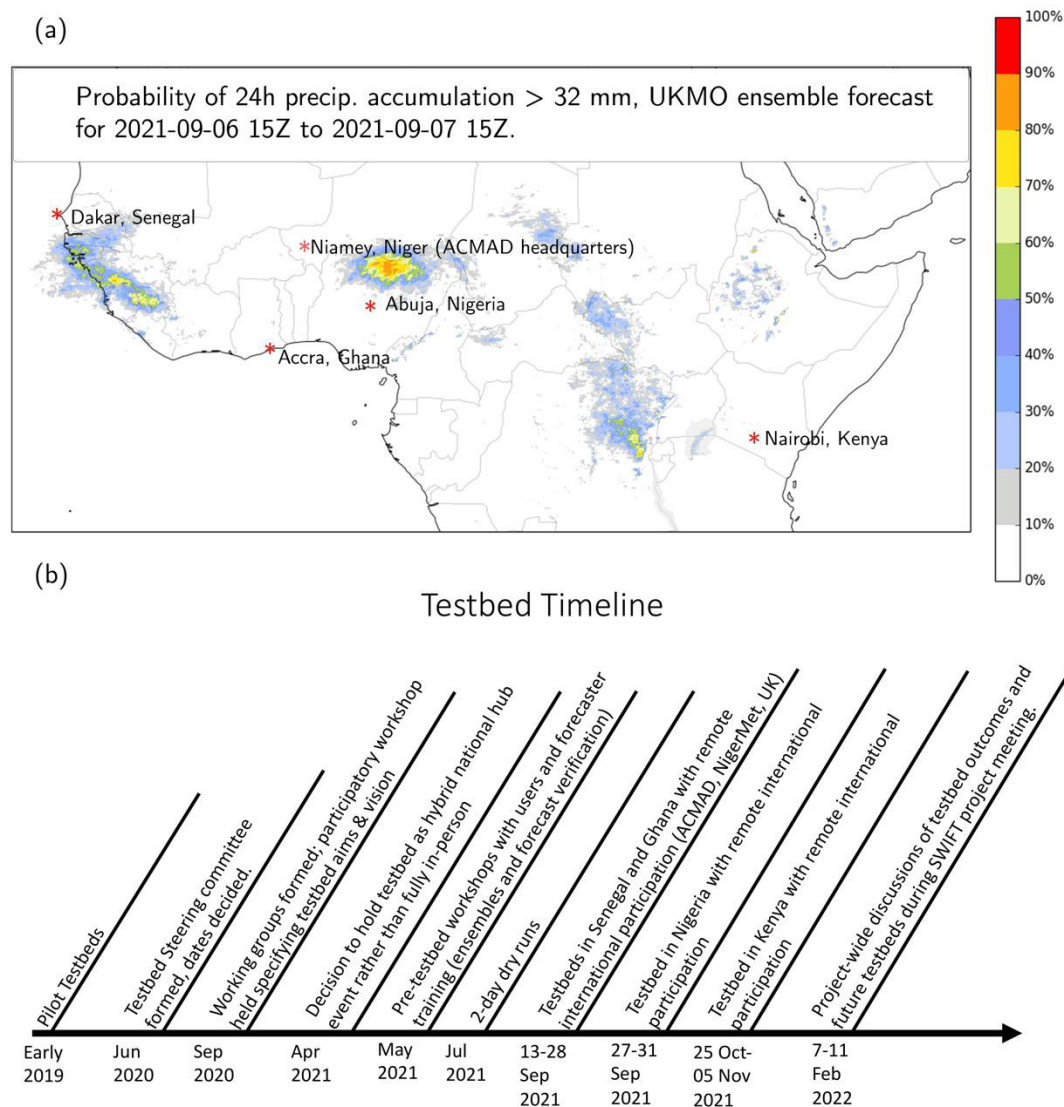 (a)
Probability of 24h precip. accumulation > 32 mm, UKMO ensemble forecast
for 2021-09-06 15Z to 2021-09-07 15Z.
100%
90%
80%
70%
60%
50%
40%
30%
20%
10%
0%
Dakar, Senegal
Niamey, Niger (ACMAD headquarters)
Abuja, Nigeria
Accra, Ghana
Nairobi, Kenya
(b)
Testbed Timeline
Pilot Testbeds
Testbed Steering committee
formed, dates decided.
Working groups formed; participatory workshop
held specifying testbed aims & vision
Decision to hold testbed as hybrid national hub
event rather than fully in-person
Pre-testbed workshops with users and forecaster
training (ensembles and forecast verification)
2-day dry runs
Testbeds in Senegal and Ghana with remote
international participation (ACMAD, NigerMet, UK)
Testbed in Nigeria with remote international
participation
Testbed in Kenya with remote international
participation
Project-wide discussions of testbed outcomes and
future testbeds during SWIFT project meeting.
Early
2019
Jun
2020
Sep
2020
Apr
2021
May
2021
Jul
2021
13-28
Sep
2021
27-31
Sep
2021
25 Oct-
05 Nov
2021
7-11
Feb
2022